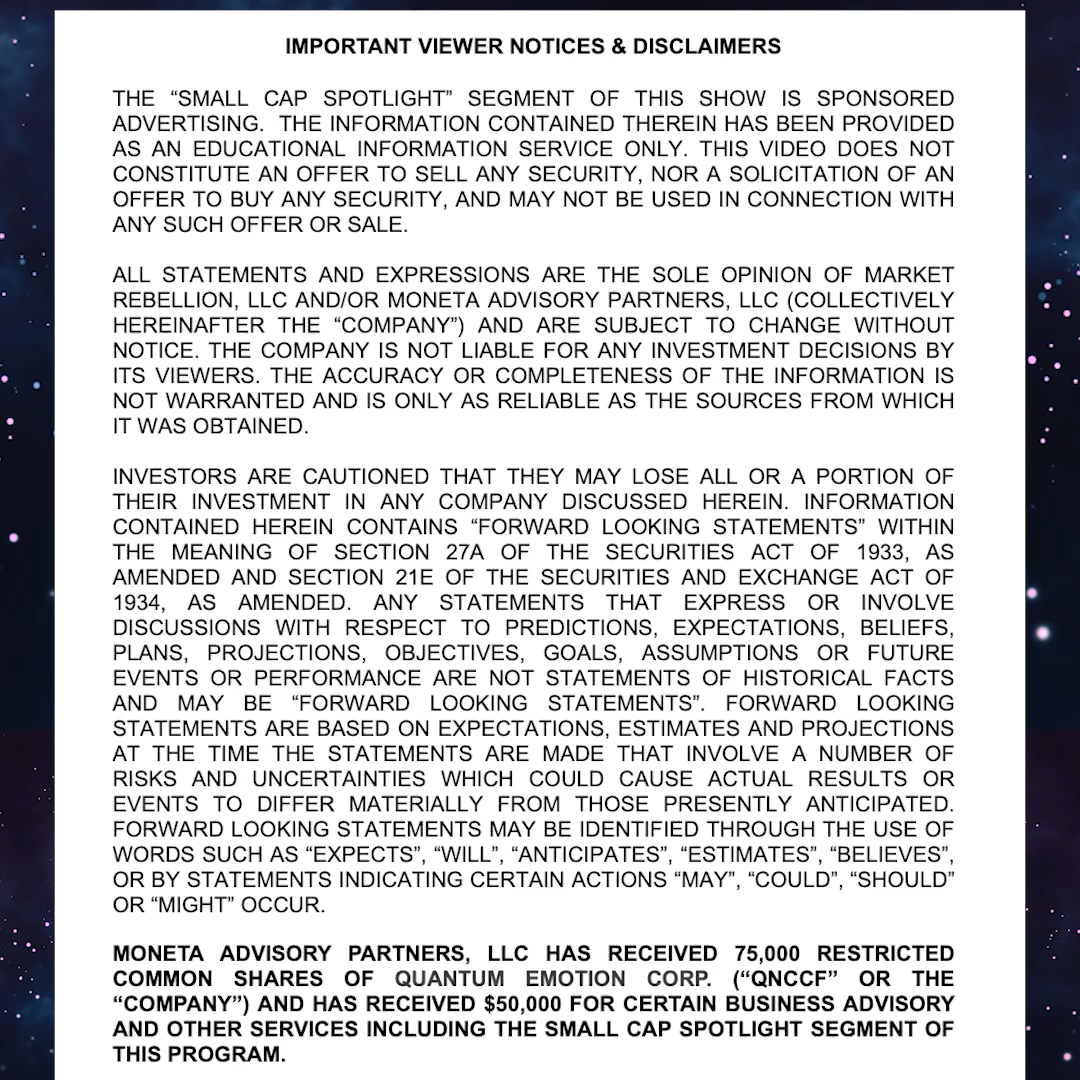 IMPORTANT VIEWER NOTICES & DISCLAIMERS
THE “SMALL CAP SPOTLIGHT” SEGMENT OF THIS SHOW IS SPONSORED
ADVERTISING. THE INFORMATION CONTAINED THEREIN HAS BEEN PROVIDED
AS AN EDUCATIONAL INFORMATION SERVICE ONLY. THIS VIDEO DOES NOT
CONSTITUTE AN OFFER TO SELL ANY SECURITY, NOR A SOLICITATION OF AN
OFFER TO BUY ANY SECURITY, AND MAY NOT BE USED IN CONNECTION WITH
ANY SUCH OFFER OR SALE.
ALL STATEMENTS AND EXPRESSIONS ARE THE SOLE OPINION OF MARKET
REBELLION, LLC AND/OR MONETA ADVISORY PARTNERS, LLC (COLLECTIVELY
HEREINAFTER THE “COMPANY”) AND ARE SUBJECT TO CHANGE WITHOUT
NOTICE. THE COMPANY IS NOT LIABLE FOR ANY INVESTMENT DECISIONS BY
ITS VIEWERS. THE ACCURACY OR COMPLETENESS OF THE INFORMATION IS
NOT WARRANTED AND IS ONLY AS RELIABLE AS THE SOURCES FROM WHICH
IT WAS OBTAINED.
INVESTORS ARE CAUTIONED THAT THEY MAY LOSE ALL OR A PORTION OF
THEIR INVESTMENT IN ANY COMPANY DISCUSSED HEREIN. INFORMATION
CONTAINED HEREIN CONTAINS “FORWARD LOOKING STATEMENTS” WITHIN
THE MEANING OF SECTION 27A OF THE SECURITIES ACT OF 1933, AS
AMENDED AND SECTION 21E OF THE SECURITIES AND EXCHANGE ACT OF
1934, AS AMENDED. ANY STATEMENTS THAT EXPRESS OR INVOLVE
DISCUSSIONS WITH RESPECT TO PREDICTIONS, EXPECTATIONS, BELIEFS,
PLANS, PROJECTIONS, OBJECTIVES, GOALS, ASSUMPTIONS OR FUTURE
EVENTS OR PERFORMANCE ARE NOT STATEMENTS OF HISTORICAL FACTS
AND MAY BE “FORWARD LOOKING STATEMENTS”. FORWARD LOOKING
STATEMENTS ARE BASED ON EXPECTATIONS, ESTIMATES AND PROJECTIONS
AT THE TIME THE STATEMENTS ARE MADE THAT INVOLVE A NUMBER OF
RISKS AND UNCERTAINTIES WHICH COULD CAUSE ACTUAL RESULTS OR
EVENTS TO DIFFER MATERIALLY FROM THOSE PRESENTLY ANTICIPATED.
FORWARD LOOKING STATEMENTS MAY BE IDENTIFIED THROUGH THE USE OF
WORDS SUCH AS “EXPECTS”, “WILL”, “ANTICIPATES”, “ESTIMATES”, “BELIEVES”,
OR BY STATEMENTS INDICATING CERTAIN ACTIONS “MAY”, “COULD”, “SHOULD”
OR “MIGHT” OCCUR.
MONETA ADVISORY PARTNERS, LLC HAS RECEIVED 75,000 RESTRICTED
COMMON SHARES OF QUANTUM EMOTION CORP. (“QNCCF” OR THE
“COMPANY”) AND HAS RECEIVED $50,000 FOR CERTAIN BUSINESS ADVISORY
AND OTHER SERVICES INCLUDING THE SMALL CAP SPOTLIGHT SEGMENT OF
THIS PROGRAM.